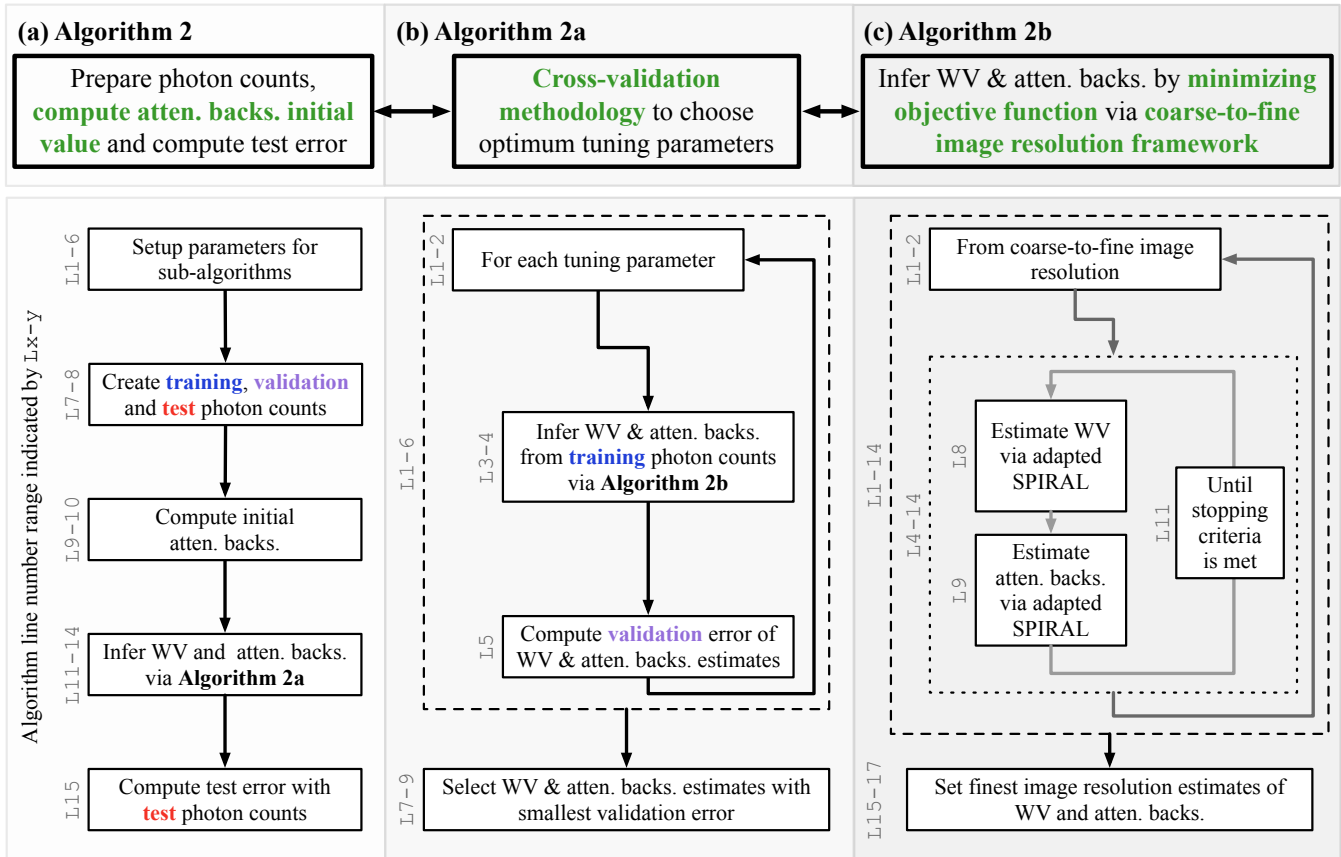 (a) Algorithm 2
Prepare photon counts,
compute atten. backs. initial
value and compute test error
(b) Algorithm 2a
Cross-validation
methodology to choose
optimum tuning parameters
(c) Algorithm 2b
Infer WV & atten. backs. by minimizing
objective function via coarse-to-fine
image resolution framework
Algorithm line number range indicated by Lx-y
L1-6
Setup parameters for
sub-algorithms
L7-8
Create training, validation
and test photon counts
L9-10
Compute initial
atten. backs.
L11-14
Infer WV and atten. backs.
via Algorithm 2a
L15
Compute test error with
test photon counts
L1-2
For each tuning parameter
L1-6
L3-4
Infer WV & atten. backs.
from training photon counts
via Algorithm 2b
L5
Compute validation error of
WV & atten. backs. estimates
L7-9
Select WV & atten. backs. estimates with
smallest validation error
L1-2
From coarse-to-fine image
resolution
L1-14
L4-14
L8
Estimate WV
via adapted
SPIRAL
L9
Estimate
atten. backs.
via adapted
SPIRAL
L11
Until
stopping
criteria
is met
L15-17
Set finest image resolution estimates of
WV and atten. backs.